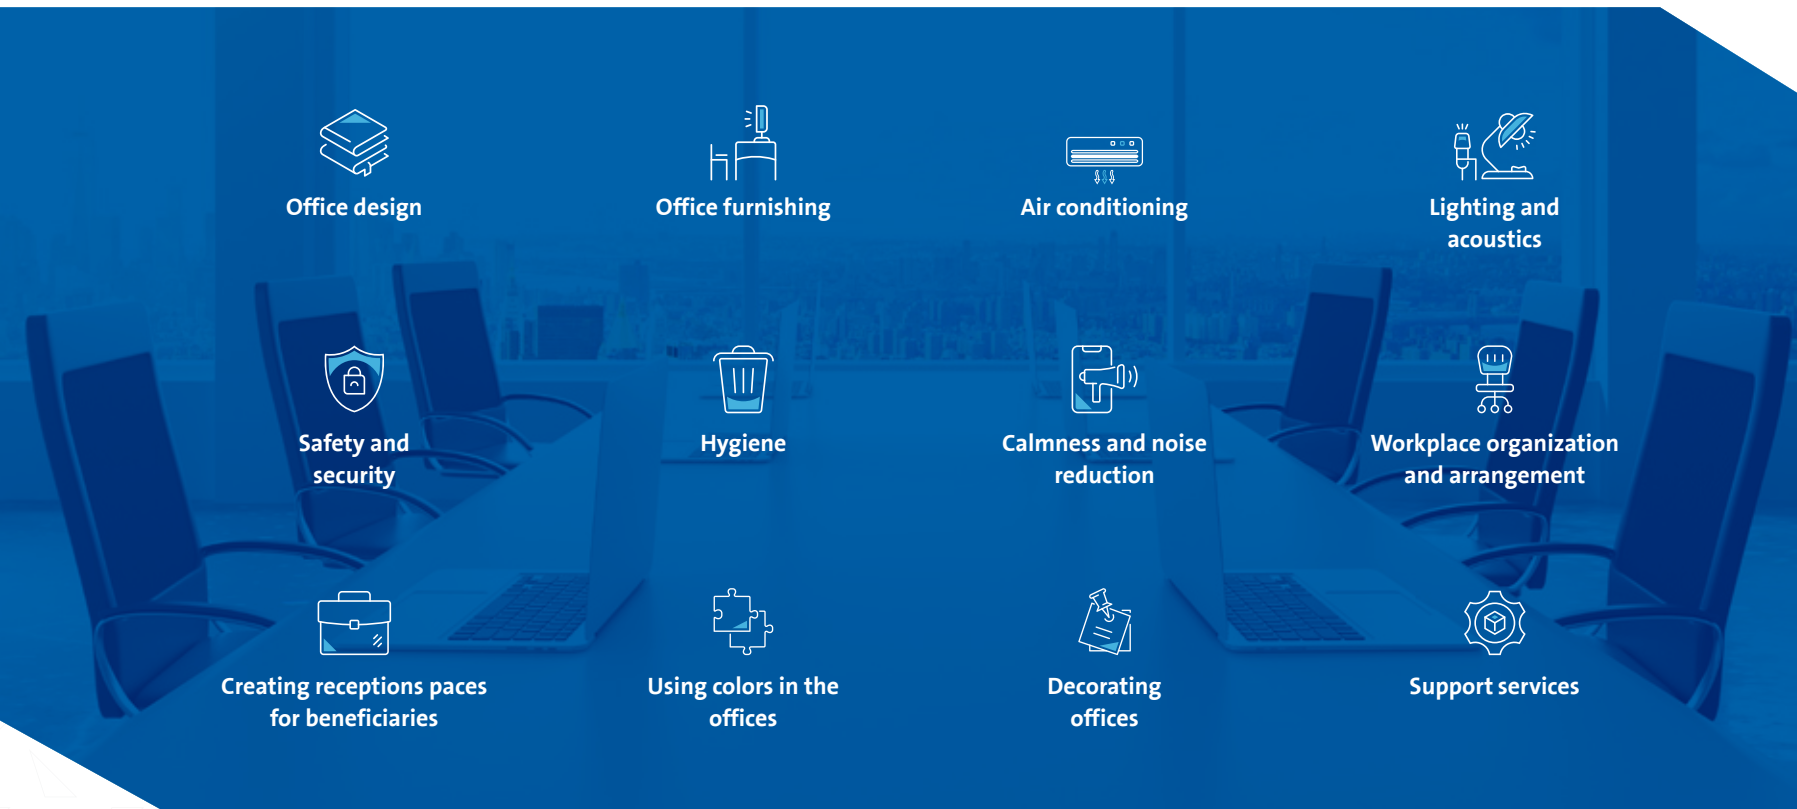 Office design
Office furnishing
Air conditioning
Lighting and
acoustics
Safety and
security
Hygiene
Calmness and noise
reduction
Workplace organization
and arrangement
Creating receptions paces
for beneficiaries
Using colors in the
offices
Decorating
offices
Support services